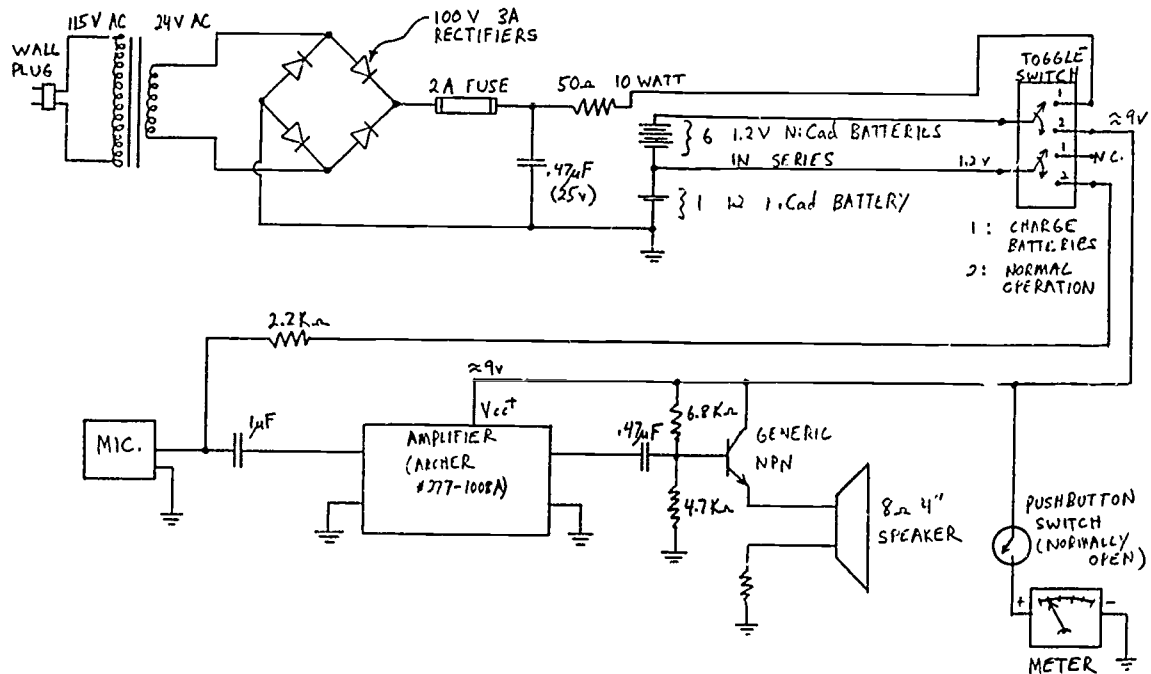 115V AC
24V AC
100 V 3A
RECTIFIERS
WALL
PLUG
2A FUSE
50Ω 10 WATT
TOGGLE
SWITCH
1
2
1
2
≈9V
N.C.
6 1.2V NiCad BATTERIES
IN SERIES
1.2V
.47μF
(25V)
1 BATTERY
1: CHARGE
BATTERIES
2: NORMAL
OPERATION
2.2KΩ
≈9V
Vcc+
MIC.
1μF
AMPLIFIER
(ARCHER
#277-1008A)
.47μF
6.8KΩ
GENERIC
NPN
4.7KΩ
8Ω 4"
SPEAKER
PUSHBUTTON
SWITCH
(NORMALLY
OPEN)
+
-
METER